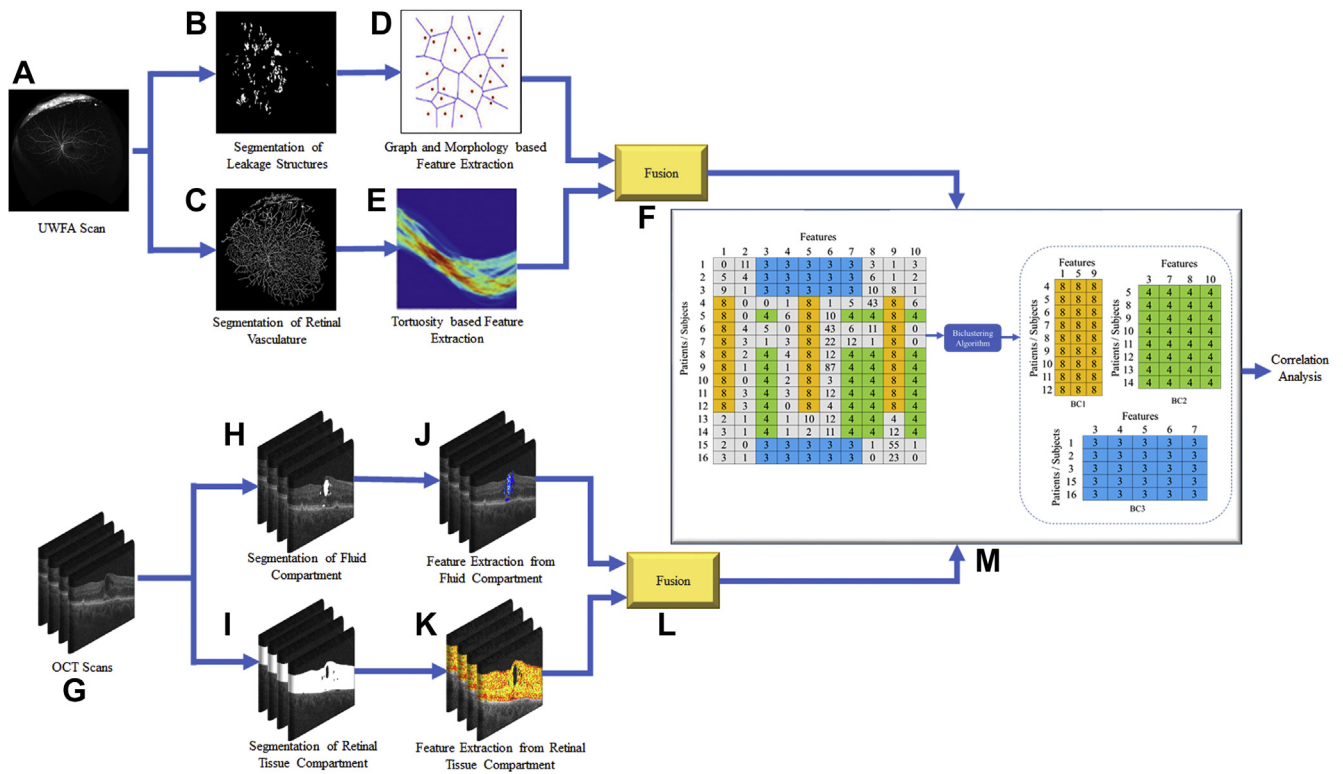 A
B
D
Segmentation of
Leakage Structures
Graph and Morphology based
Feature Extraction
UWFA Scan
C
E
Segmentation of Retinal
Vasculature
Tortuosity based Feature
Extraction
Fusion
F
Features
1 2 3 4 5 6 7 8 9 10
Patients / Subjects
1 0 11 3 3 3 3 3 3 1 3
2 5 4 3 3 3 3 3 6 1 2
3 9 1 3 3 3 3 3 10 8 1
4 8 0 0 1 8 1 5 43 8 6
5 8 0 4 6 8 10 4 4 8 4
6 8 4 5 0 8 43 6 11 8 0
7 8 3 1 3 8 22 12 1 8 0
8 8 2 4 4 8 12 4 4 8 4
9 8 1 4 1 8 87 4 4 8 4
10 8 0 4 2 8 3 4 4 8 4
11 8 3 4 3 8 12 4 4 8 4
12 8 3 4 0 8 4 4 4 8 4
13 2 1 4 1 10 12 4 4 4 4
14 3 1 4 1 2 11 4 4 12 4
15 2 0 3 3 3 3 3 1 55 1
16 3 1 3 3 3 3 3 0 23 0
Biclustering
Algorithm
Features
1 5 9
Patients / Subjects
4 8 8 8
5 8 8 8
6 8 8 8
7 8 8 8
8 8 8 8
9 8 8 8
10 8 8 8
11 8 8 8
12 8 8 8
BC1
Features
3 7 8 10
Patients / Subjects
5 4 4 4 4
8 4 4 4 4
9 4 4 4 4
10 4 4 4 4
11 4 4 4 4
12 4 4 4 4
13 4 4 4 4
14 4 4 4 4
BC2
Features
3 4 5 6 7
Patients / Subjects
1 3 3 3 3 3
2 3 3 3 3 3
3 3 3 3 3 3
15 3 3 3 3 3
16 3 3 3 3 3
BC3
Correlation
Analysis
H
J
Segmentation of Fluid
Compartment
Feature Extraction from
Fluid Compartment
Fusion
M
L
I
K
OCT Scans
G
Segmentation of Retinal
Tissue Compartment
Feature Extraction from Retinal
Tissue Compartment